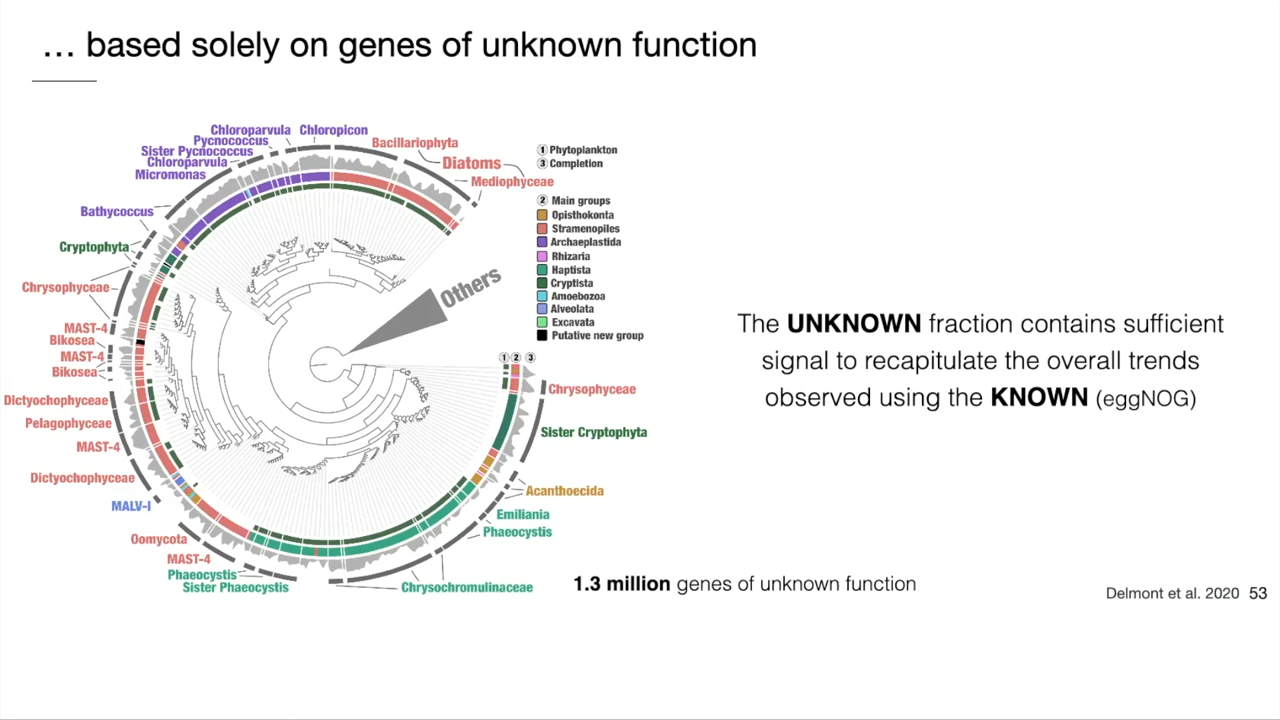 … based solely on genes of unknown function
Chloroparvula
Chloropicon
Pycnococcus
Sister Pycnococcus
Chloroparvula
Micromonas
Bathycoccus
Cryptophyta
Chrysophyceae
MAST-4
Bikosea
MAST-4
Bikosea
Dictyochophyceae
Pelagophyceae
MAST-4
Dictyochophyceae
MALV-I
Oomycota
MAST-4
Phaeocystis
Sister Phaeocystis
Bacillariophyta
Diatoms
Mediophyceae
Others
1 Phytoplankton
3 Completion
2 Main groups
Opisthokonta
Stramenopiles
Archaeplastida
Rhizaria
Haptista
Cryptista
Amoebozoa
Alveolata
Excavata
Putative new group
1 2 3
Chrysophyceae
Sister Cryptophyta
Acanthoecida
Emiliania
Phaeocystis
Chrysochromulinaceae
The UNKNOWN fraction contains sufficient
signal to recapitulate the overall trends
observed using the KNOWN (eggNOG)
1.3 million genes of unknown function
Delmont et al. 2020 53